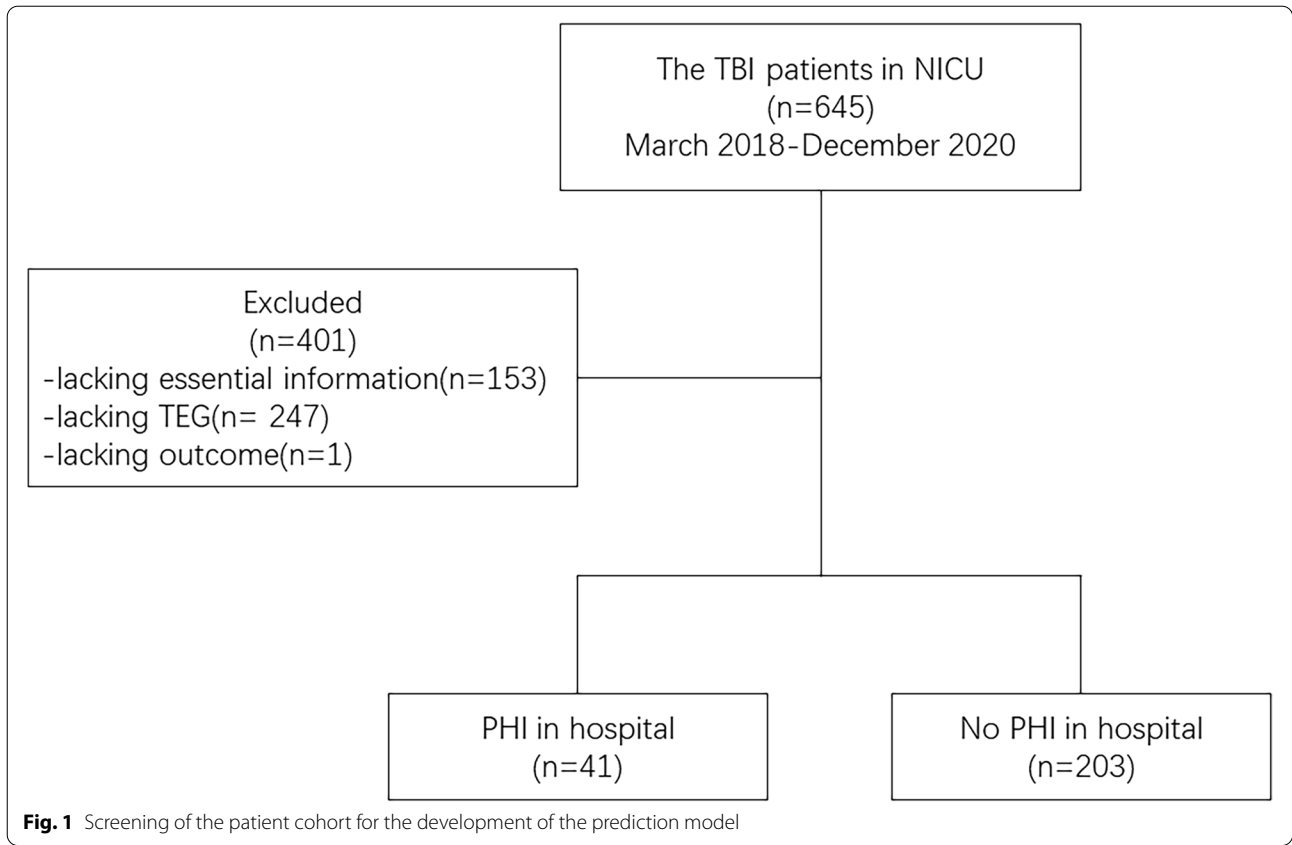 The TBI patients in NICU
(n=645)
March 2018-December 2020
Excluded
(n=401)
-lacking essential information(n=153)
-lacking TEG(n= 247)
-lacking outcome(n=1)
PHI in hospital
(n=41)
No PHI in hospital
(n=203)
Fig. 1 Screening of the patient cohort for the development of the prediction model